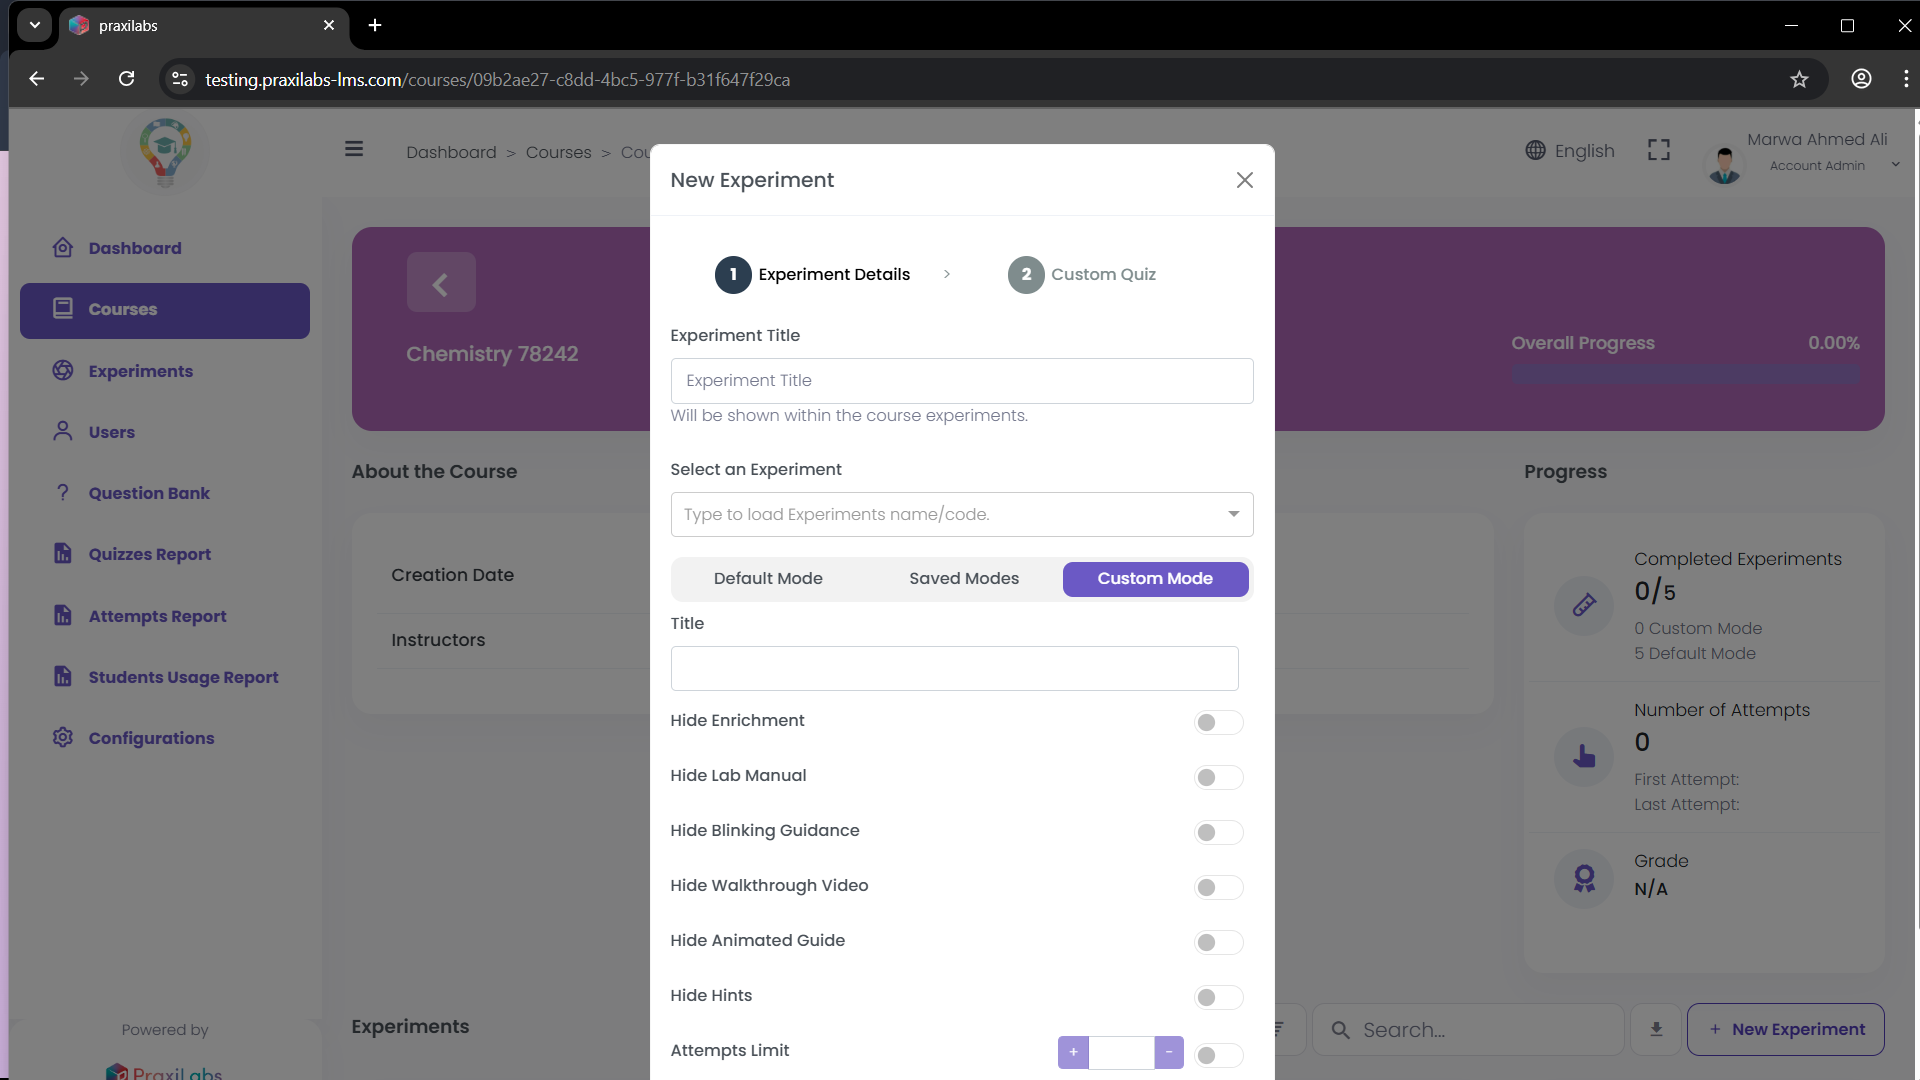 praxilabs
testing.praxilabs-lms.com/courses/09b2ae27-c8dd-4bc5-977f-b31f647f29ca
Dashboard > Courses > Cou
English
Marwa Ahmed Ali
Account Admin
Dashboard
Courses
Experiments
Users
Question Bank
Quizzes Report
Attempts Report
Students Usage Report
Configurations
Powered by
PraxiLabs
Chemistry 78242
Overall Progress 0.00%
About the Course
Creation Date
Instructors
Experiments
New Experiment
1 Experiment Details > 2 Custom Quiz
Experiment Title
Experiment Title
Will be shown within the course experiments.
Select an Experiment
Type to load Experiments name/code.
Default Mode Saved Modes Custom Mode
Title
Hide Enrichment
Hide Lab Manual
Hide Blinking Guidance
Hide Walkthrough Video
Hide Animated Guide
Hide Hints
Attempts Limit + -
Progress
Completed Experiments
0/5
0 Custom Mode
5 Default Mode
Number of Attempts
0
First Attempt:
Last Attempt:
Grade
N/A
Search...
+ New Experiment